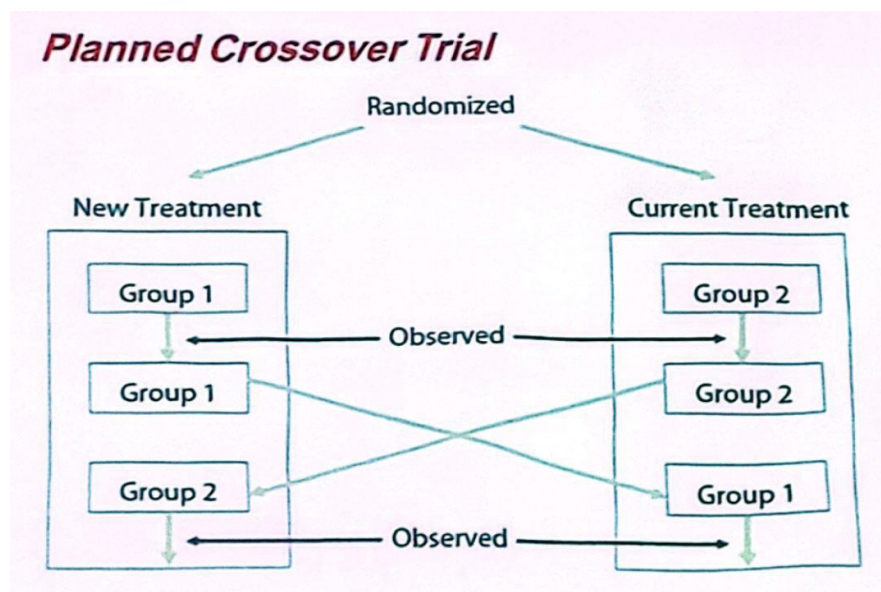 Planned Crossover Trial
Randomized
New Treatment
Current Treatment
Group 1
Group 2
Observed
Group 1
Group 2
Group 2
Group 1
Observed